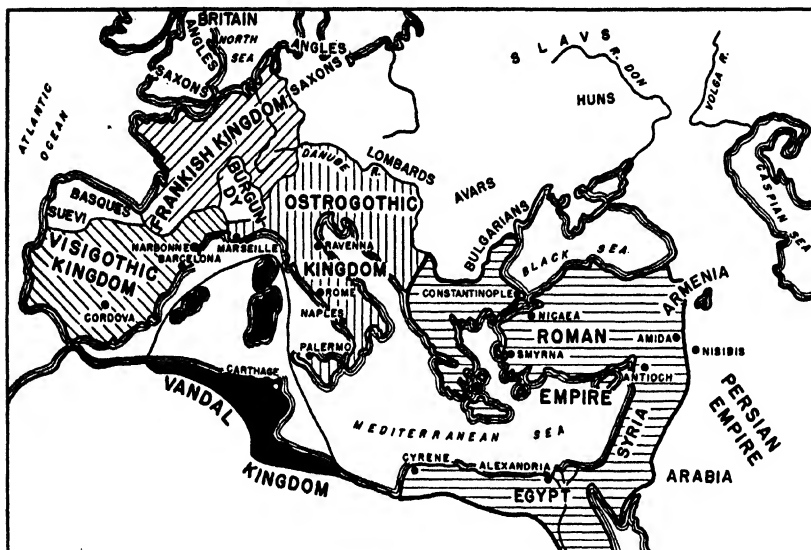 BRITAIN
ANGLES
NORTH
SEA
ANGLES
SAXONS
SAXONS
SLAVS
R. DON
VOLGA R.
HUNS
ATLANTIC
OCEAN
FRANKISH KINGDOM
BURGUN
DY
DANUBE
R.
LOMBARDS
AVARS
CASPIAN SEA
BASQUES
SUEVI
VISIGOTHIC
KINGDOM
NARBONNE
BARCELONA
CORDOVA
MARSEILLE
OSTROGOTHIC
KINGDOM
RAVENNA
ROME
NAPLES
PALERMO
BULGARIANS
BLACK SEA
CONSTANTINOPLE
NICAEA
ARMENIA
ROMAN
EMPIRE
AMIDA
NISIBIS
SMYRNA
ANTIOCH
PERSIAN
EMPIRE
SYRIA
CARTHAGE
VANDAL
KINGDOM
MEDITERRANEAN SEA
CYRENE
ALEXANDRIA
EGYPT
ARABIA